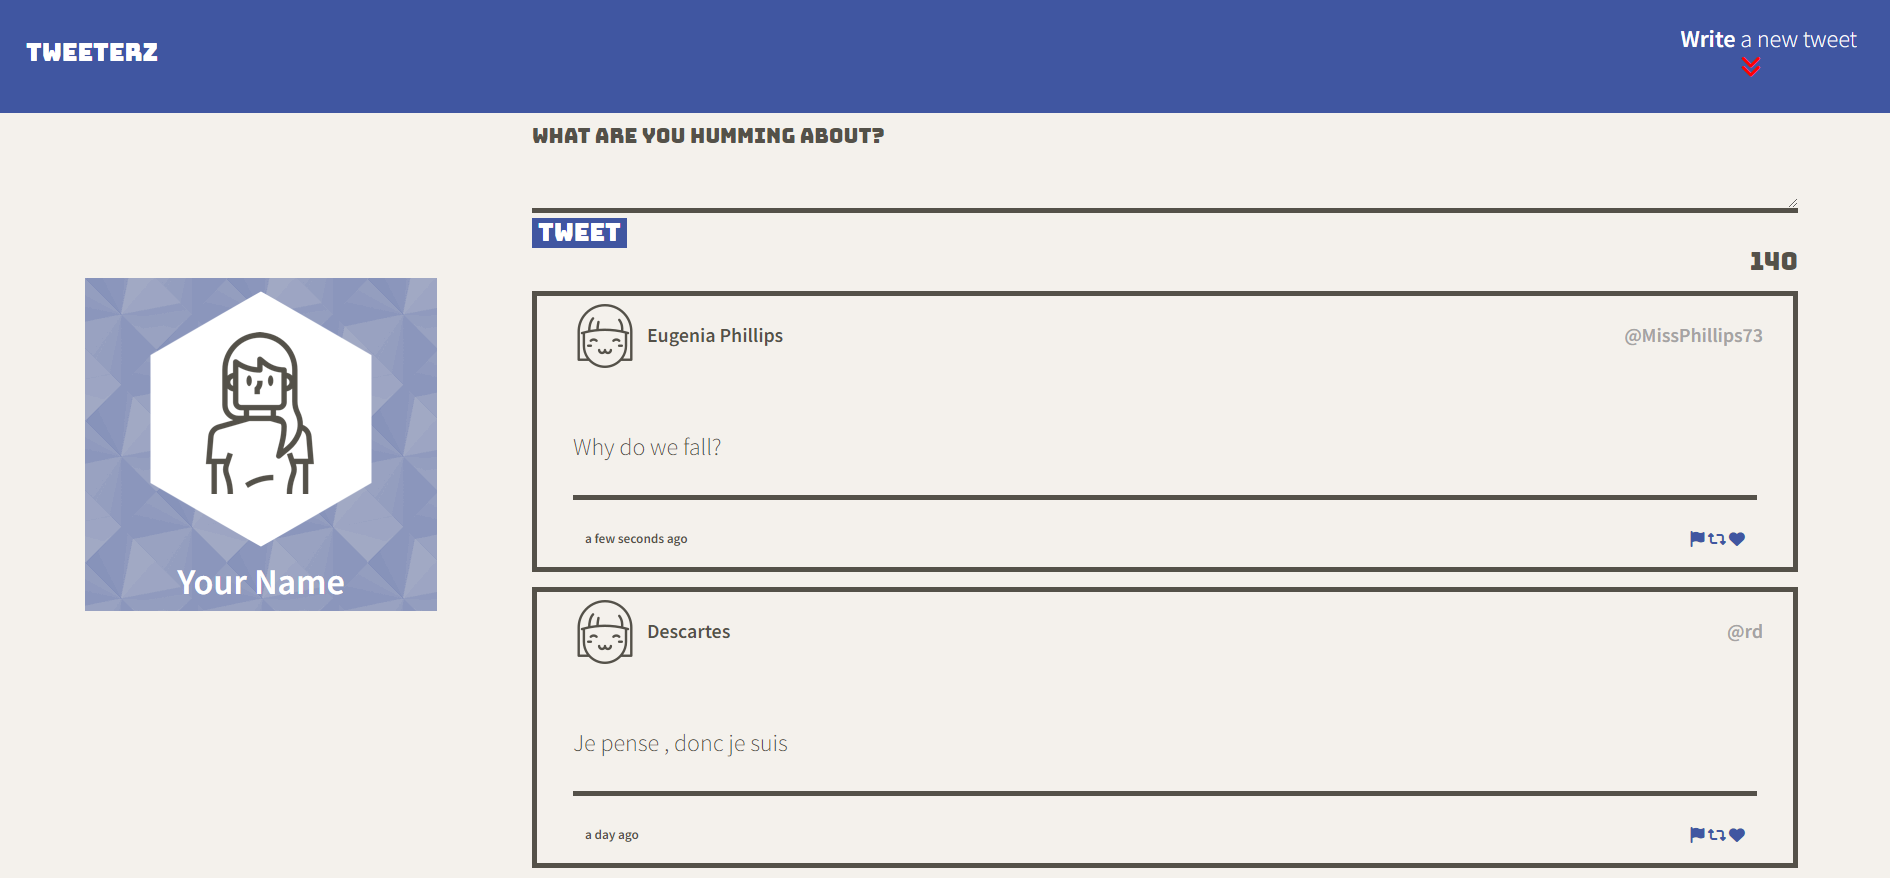 TWEETERZ
Write a new tweet
WHAT ARE YOU HUMMING ABOUT?
TWEET
140
Your Name
Eugenia Phillips
@MissPhillips73
Why do we fall?
a few seconds ago
Descartes
@rd
Je pense , donc je suis
a day ago